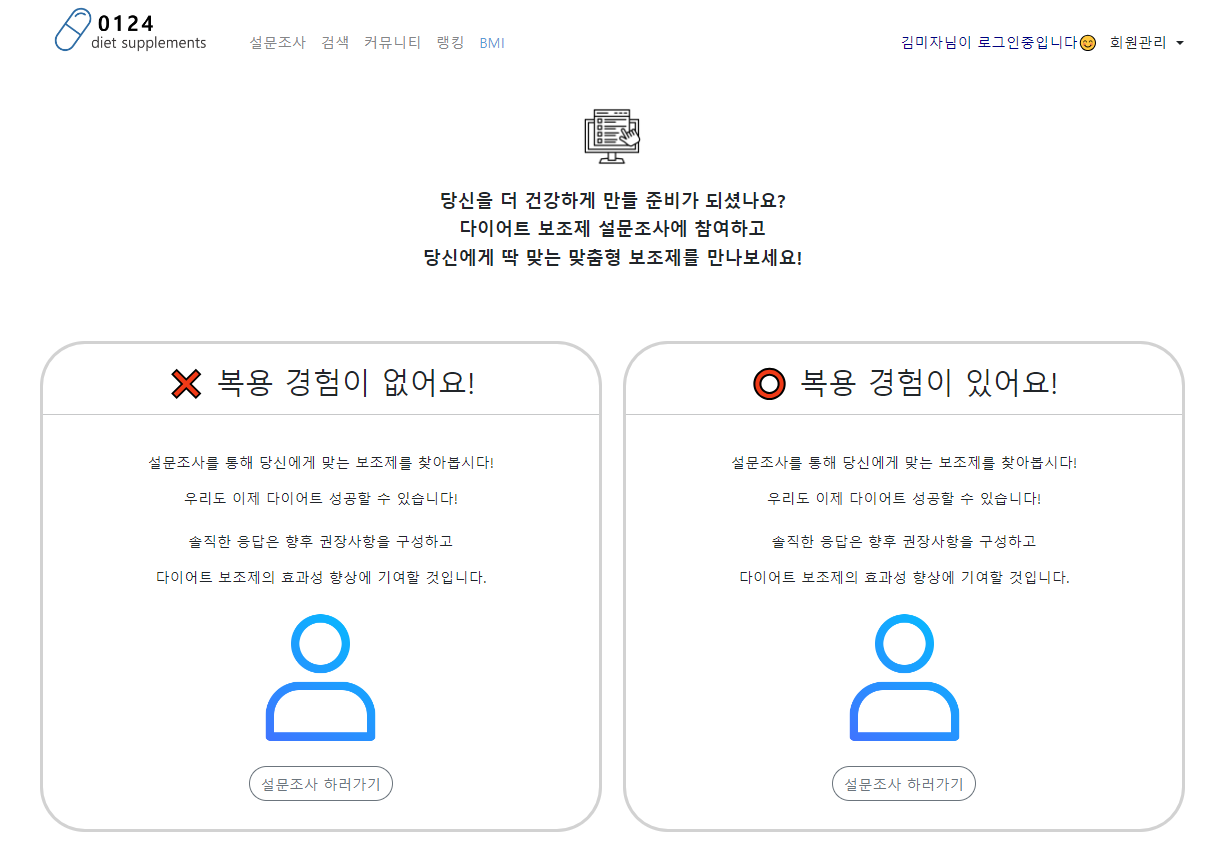 0124
diet supplements
설문조사 검색 커뮤니티 랭킹 BMI
김미자님이 로그인중입니다😊 회원관리
당신을 더 건강하게 만들 준비가 되셨나요?
다이어트 보조제 설문조사에 참여하고
당신에게 딱 맞는 맞춤형 보조제를 만나보세요!
❌ 복용 경험이 없어요!
설문조사를 통해 당신에게 맞는 보조제를 찾아봅시다!
우리도 이제 다이어트 성공할 수 있습니다!
솔직한 응답은 향후 권장사항을 구성하고
다이어트 보조제의 효과성 향상에 기여할 것입니다.
설문조사 하러가기
⭕ 복용 경험이 있어요!
설문조사를 통해 당신에게 맞는 보조제를 찾아봅시다!
우리도 이제 다이어트 성공할 수 있습니다!
솔직한 응답은 향후 권장사항을 구성하고
다이어트 보조제의 효과성 향상에 기여할 것입니다.
설문조사 하러가기